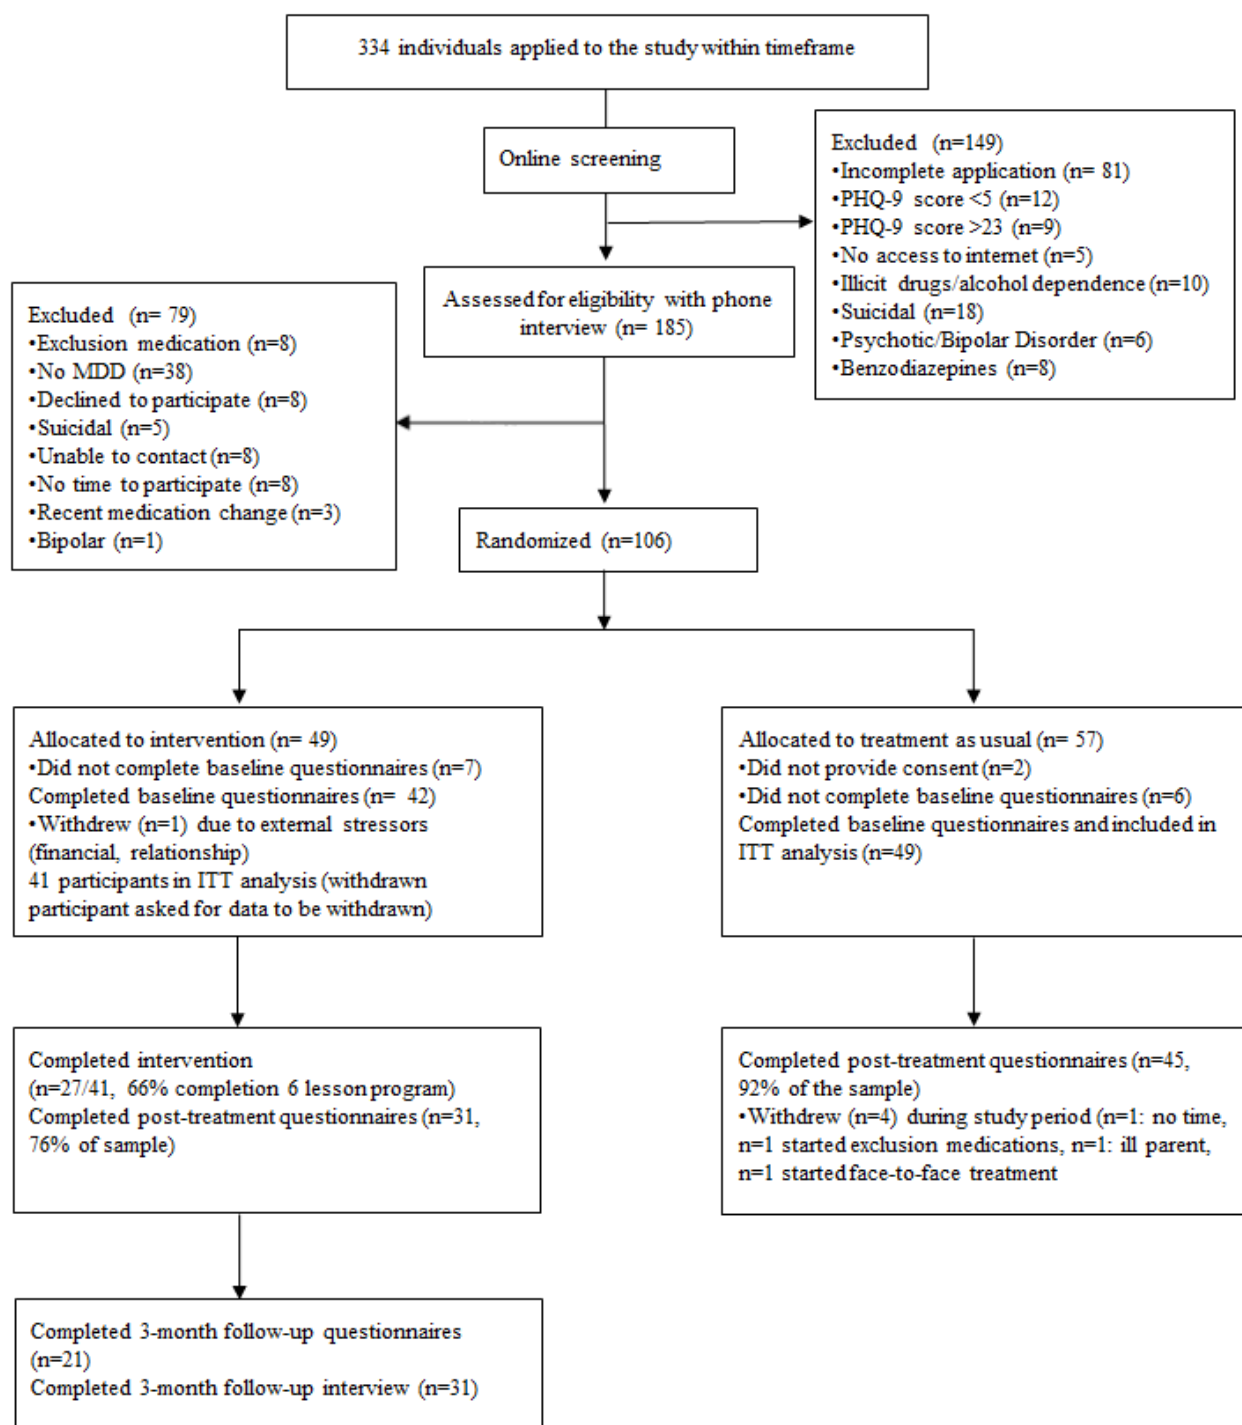 334 individuals applied to the study within timeframe
Online screening
Excluded (n=149)
•Incomplete application (n= 81)
•PHQ-9 score <5 (n=12)
•PHQ-9 score >23 (n=9)
•No access to internet (n=5)
•Illicit drugs/alcohol dependence (n=10)
•Suicidal (n=18)
•Psychotic/Bipolar Disorder (n=6)
•Benzodiazepines (n=8)
Assessed for eligibility with phone
interview (n= 185)
Excluded (n= 79)
•Exclusion medication (n=8)
•No MDD (n=38)
•Declined to participate (n=8)
•Suicidal (n=5)
•Unable to contact (n=8)
•No time to participate (n=8)
•Recent medication change (n=3)
•Bipolar (n=1)
Randomized (n=106)
Allocated to intervention (n= 49)
•Did not complete baseline questionnaires (n=7)
Completed baseline questionnaires (n= 42)
•Withdrew (n=1) due to external stressors
(financial, relationship)
41 participants in ITT analysis (withdrawn
participant asked for data to be withdrawn)
Allocated to treatment as usual (n= 57)
•Did not provide consent (n=2)
•Did not complete baseline questionnaires (n=6)
Completed baseline questionnaires and included in
ITT analysis (n=49)
Completed intervention
(n=27/41, 66% completion 6 lesson program)
Completed post-treatment questionnaires (n=31,
76% of sample)
Completed post-treatment questionnaires (n=45,
92% of the sample)
•Withdrew (n=4) during study period (n=1: no time,
n=1 started exclusion medications, n=1: ill parent,
n=1 started face-to-face treatment
Completed 3-month follow-up questionnaires
(n=21)
Completed 3-month follow-up interview (n=31)